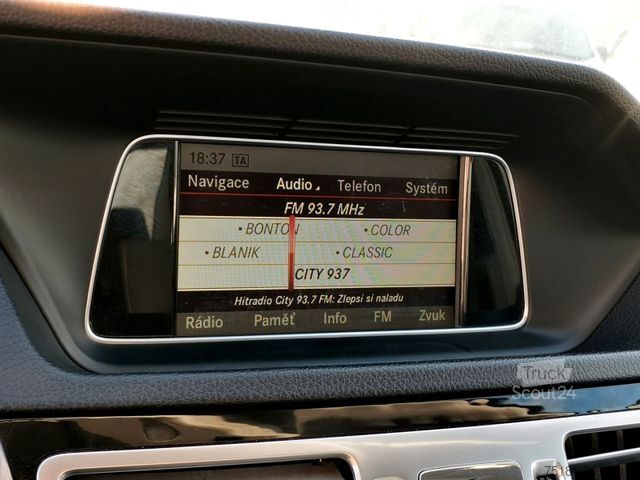 18:37 TA
Navigace Audio Telefon Systém
FM 93.7 MHz
•BONTON •COLOR
•BLANIK •CLASSIC
CITY 937
Hitradio City 93.7 FM: Zlepsi si naladu
Rádio Paměť Info FM Zvuk
Truck
Scout24